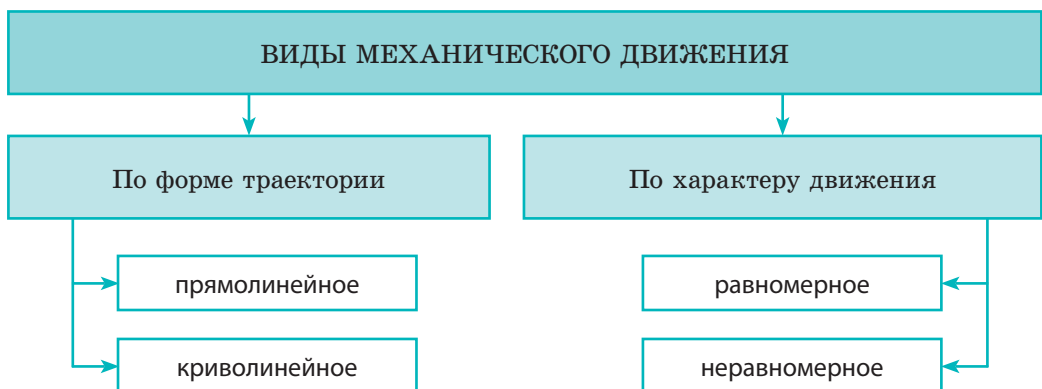 ВИДЫ МЕХАНИЧЕСКОГО ДВИЖЕНИЯ
По форме траектории
прямолинейное
криволинейное
По характеру движения
равномерное
неравномерное